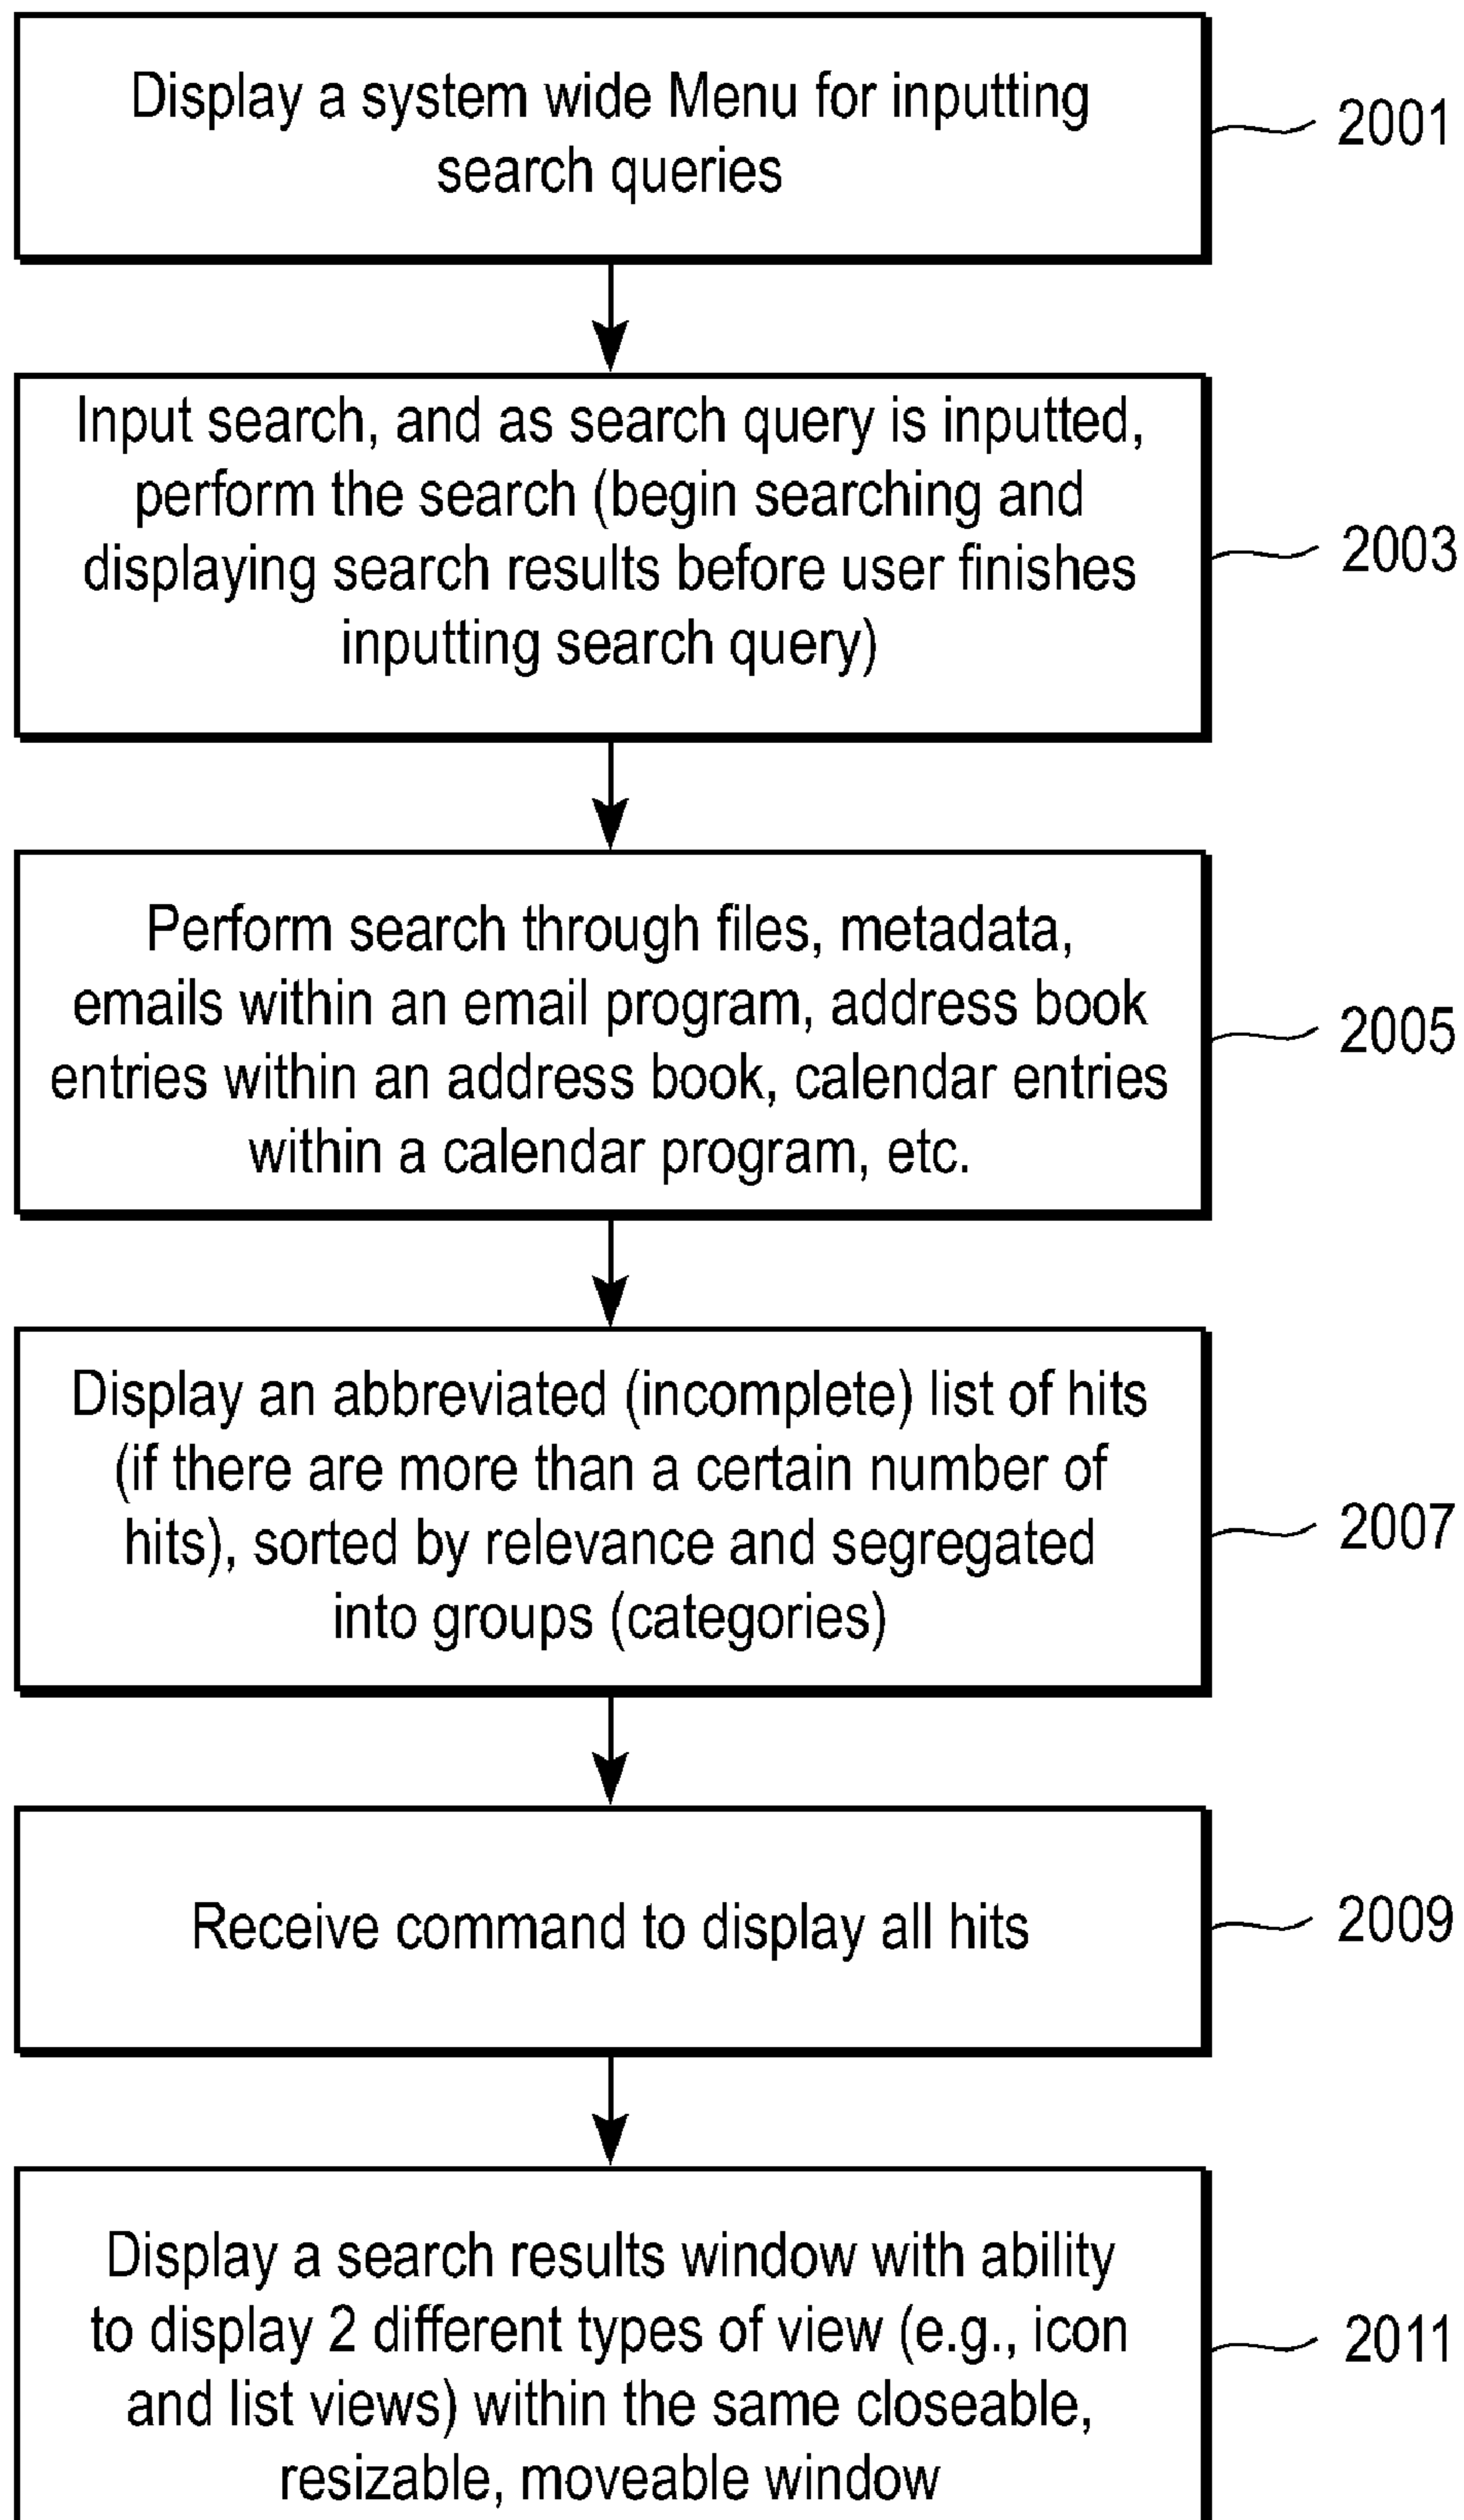 Display a system wide Menu for inputting
search queries
2001
Input search, and as search query is inputted,
perform the search (begin searching and
displaying search results before user finishes
inputting search query)
2003
Perform search through files, metadata,
emails within an email program, address book
entries within an address book, calendar entries
within a calendar program, etc.
2005
Display an abbreviated (incomplete) list of hits
(if there are more than a certain number of
hits), sorted by relevance and segregated
into groups (categories)
2007
Receive command to display all hits
2009
Display a search results window with ability
to display 2 different types of view (e.g., icon
and list views) within the same closeable,
resizable, moveable window
2011